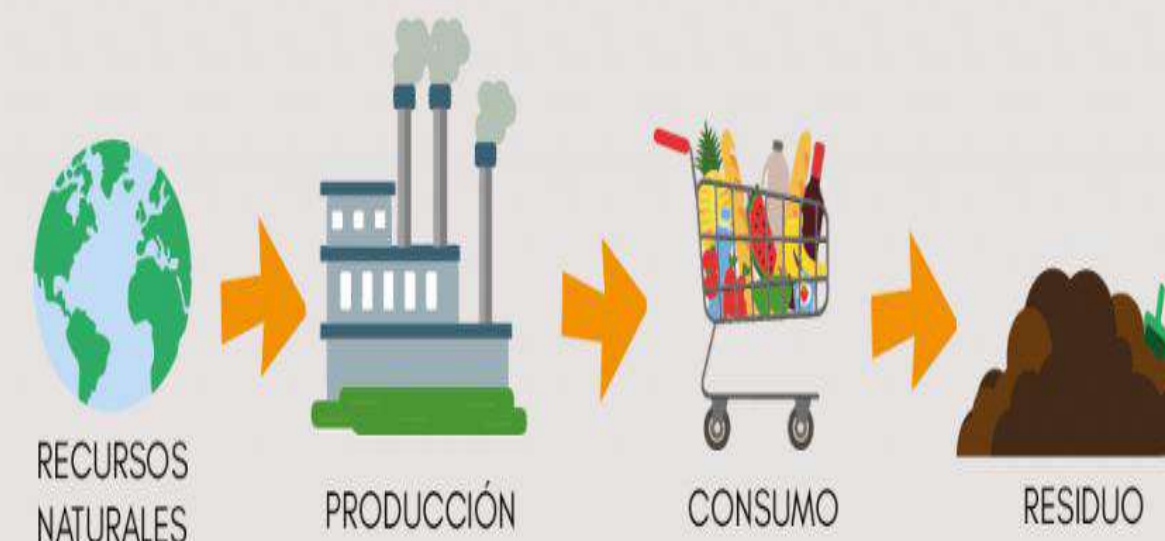 RECURSOS
NATURALES
PRODUCCIÓN
CONSUMO
RESIDUO